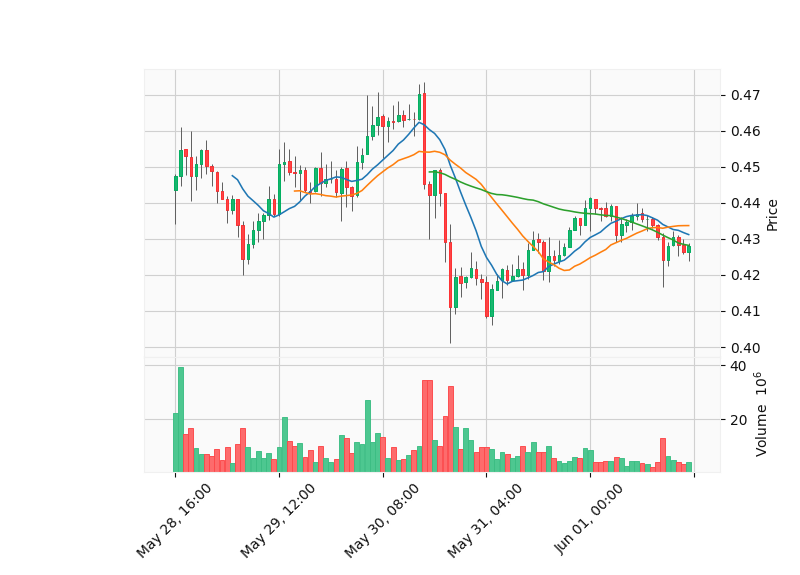 0.47
0.46
0.45
0.44
0.43
0.42
0.41
0.40
Price
40
20
Volume 10^6
May 28, 16:00
May 29, 12:00
May 30, 08:00
May 31, 04:00
Jun 01, 00:00